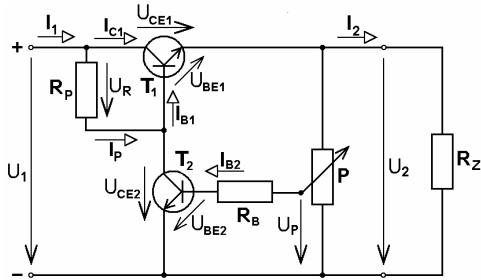 I1 IC1 UCE1 I2
+
T1 UBE1
RP UR
IB1
IP
U1 T2 IB2 P U2 RZ
UCE2
RB
UBE2 UP
−